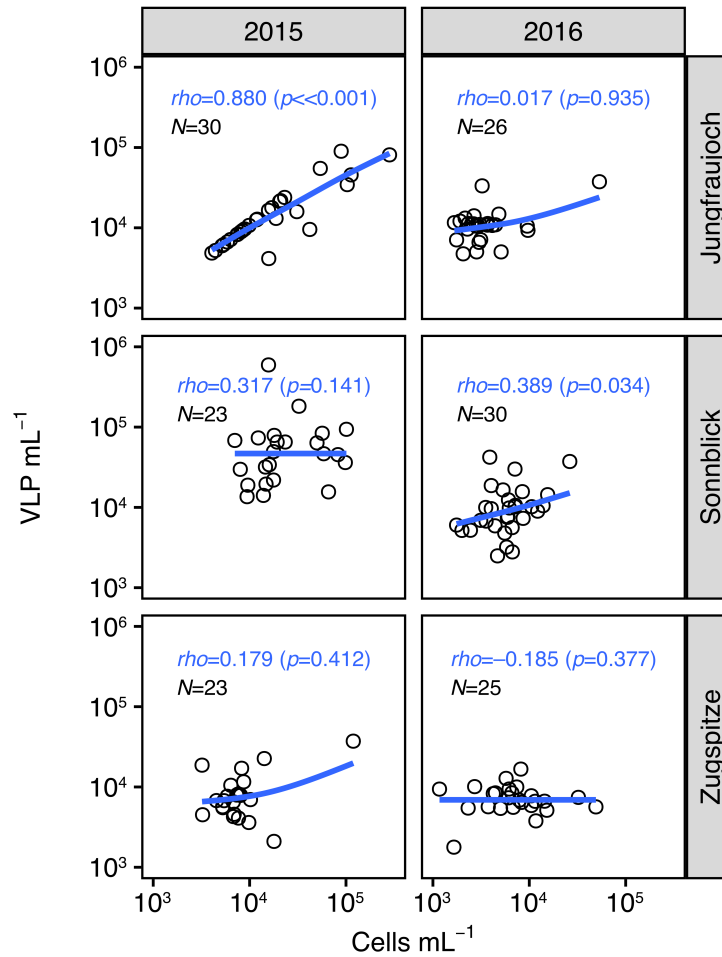 2015 2016
10⁶
rho=0.880 (p<<0.001) rho=0.017 (p=0.935)
N=30 N=26
10⁵
10⁴
10³
Jungfraujoch
10⁶
rho=0.317 (p=0.141) rho=0.389 (p=0.034)
N=23 N=30
10⁵
10⁴
10³
Sonnblick
VLP mL⁻¹
10⁶
rho=0.179 (p=0.412) rho=−0.185 (p=0.377)
N=23 N=25
10⁵
10⁴
10³
Zugspitze
10³ 10⁴ 10⁵ 10³ 10⁴ 10⁵
Cells mL⁻¹